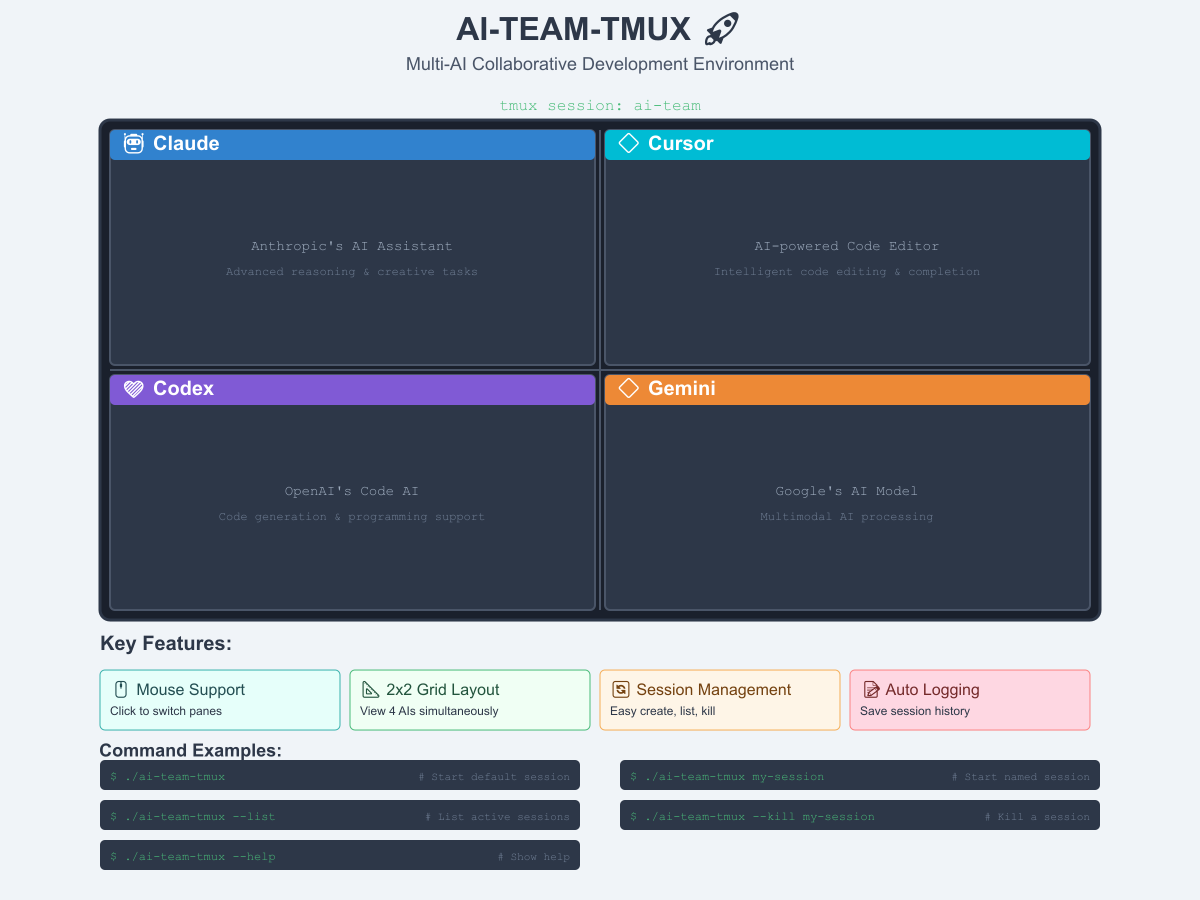 AI-TEAM-TMUX
Multi-AI Collaborative Development Environment
tmux session: ai-team
Claude
Anthropic's AI Assistant
Advanced reasoning & creative tasks
Cursor
AI-powered Code Editor
Intelligent code editing & completion
Codex
OpenAI's Code AI
Code generation & programming support
Gemini
Google's AI Model
Multimodal AI processing
Key Features:
Mouse Support
Click to switch panes
2x2 Grid Layout
View 4 AIs simultaneously
Session Management
Easy create, list, kill
Auto Logging
Save session history
Command Examples:
$ ./ai-team-tmux # Start default session
$ ./ai-team-tmux my-session # Start named session
$ ./ai-team-tmux --list # List active sessions
$ ./ai-team-tmux --kill my-session # Kill a session
$ ./ai-team-tmux --help # Show help